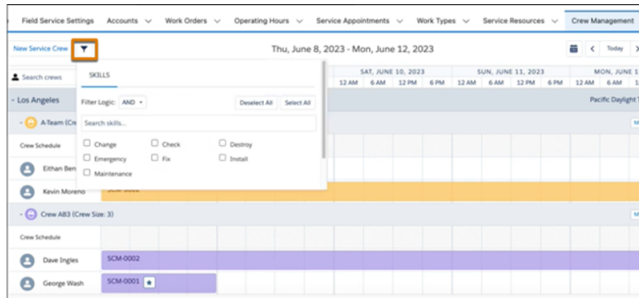 Field Service Settings Accounts Work Orders Operating Hours Service Appointments Work Types Service Resources Crew Management
New Service Crew Thu, June 8, 2023 - Mon, June 12, 2023 Today
Search crews SKILLS SAT, JUNE 10, 2023 SUN, JUNE 11, 2023 MON, JUNE 1
12 AM 6 AM 12 PM 6 PM 12 AM 6 AM 12 PM 6 PM 12 AM 6 AM
- Los Angeles Filter Logic: AND Deselect All Select All Pacific Daylight T
- A-Team (Cr Search skills... M
Crew Schedule Change Check Destroy
Eithan Ben Emergency Fix Install
Maintenance
Kevin Moreno
- Crew AB3 (Crew Size: 3) M
Crew Schedule
Dave Ingles SCM-0002
George Wash SCM-0001